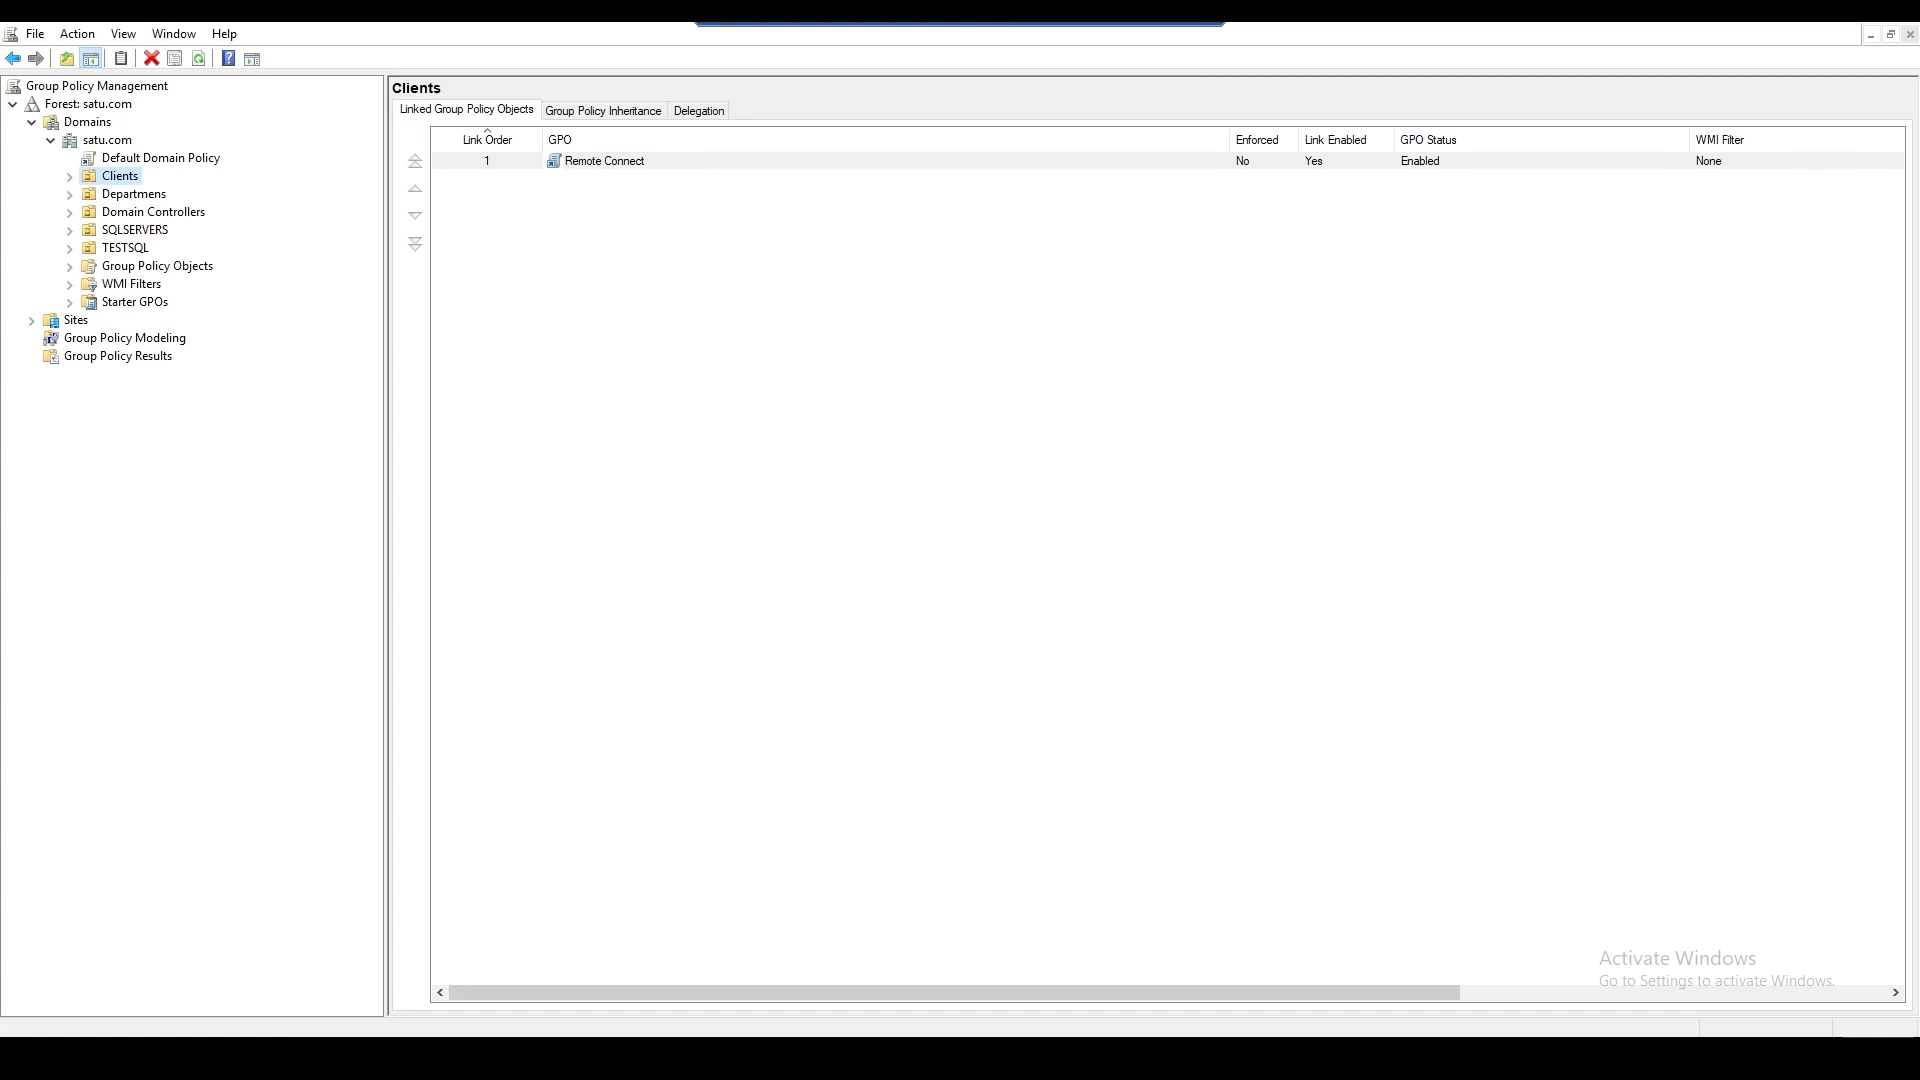 File Action View Window Help
Group Policy Management
Forest: satu.com
Domains
satu.com
Default Domain Policy
Clients
Departmens
Domain Controllers
SQLSERVERS
TESTSQL
Group Policy Objects
WMI Filters
Starter GPOs
Sites
Group Policy Modeling
Group Policy Results
Clients
Linked Group Policy Objects Group Policy Inheritance Delegation
Link Order GPO Enforced Link Enabled GPO Status WMI Filter
1 Remote Connect No Yes Enabled None
Activate Windows
Go to Settings to activate Windows.